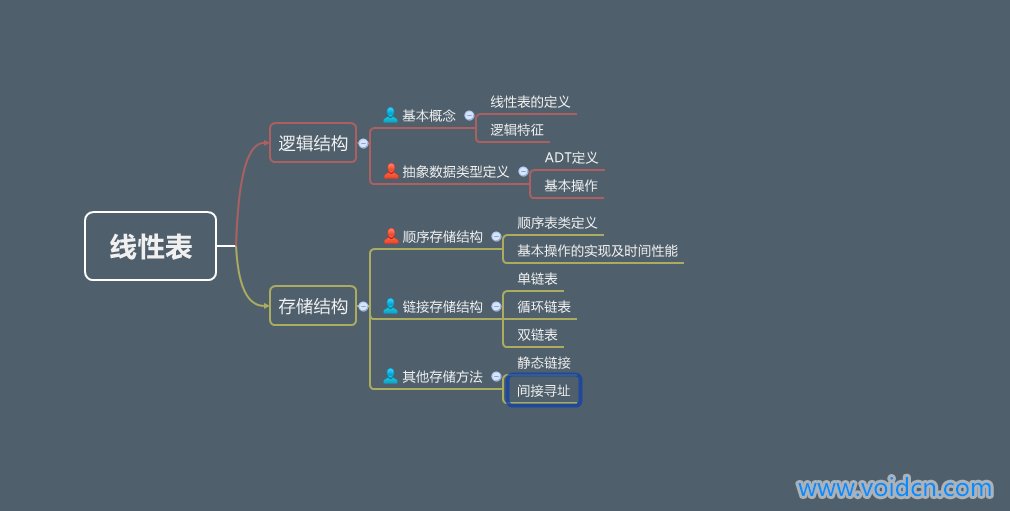 线性表
逻辑结构
基本概念
线性表的定义
逻辑特征
抽象数据类型定义
ADT定义
基本操作
存储结构
顺序存储结构
顺序表类定义
基本操作的实现及时间性能
链接存储结构
单链表
循环链表
双链表
其他存储方法
静态链接
间接寻址
www.voidcn.com